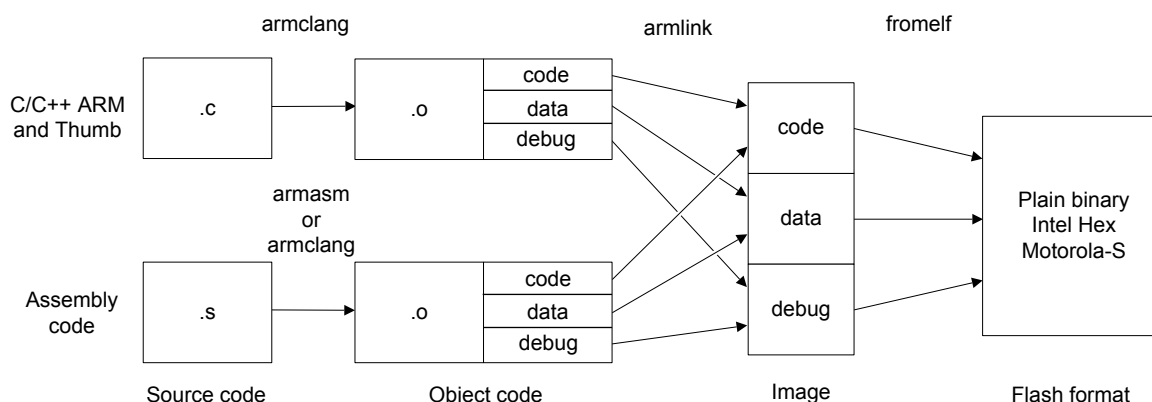 armclang
armlink
fromelf
C/C++ ARM
and Thumb
.c
.o
code
data
debug
armasm
or
armclang
Assembly
code
.s
.o
code
data
debug
code
data
debug
Plain binary
Intel Hex
Motorola-S
Source code
Object code
Image
Flash format